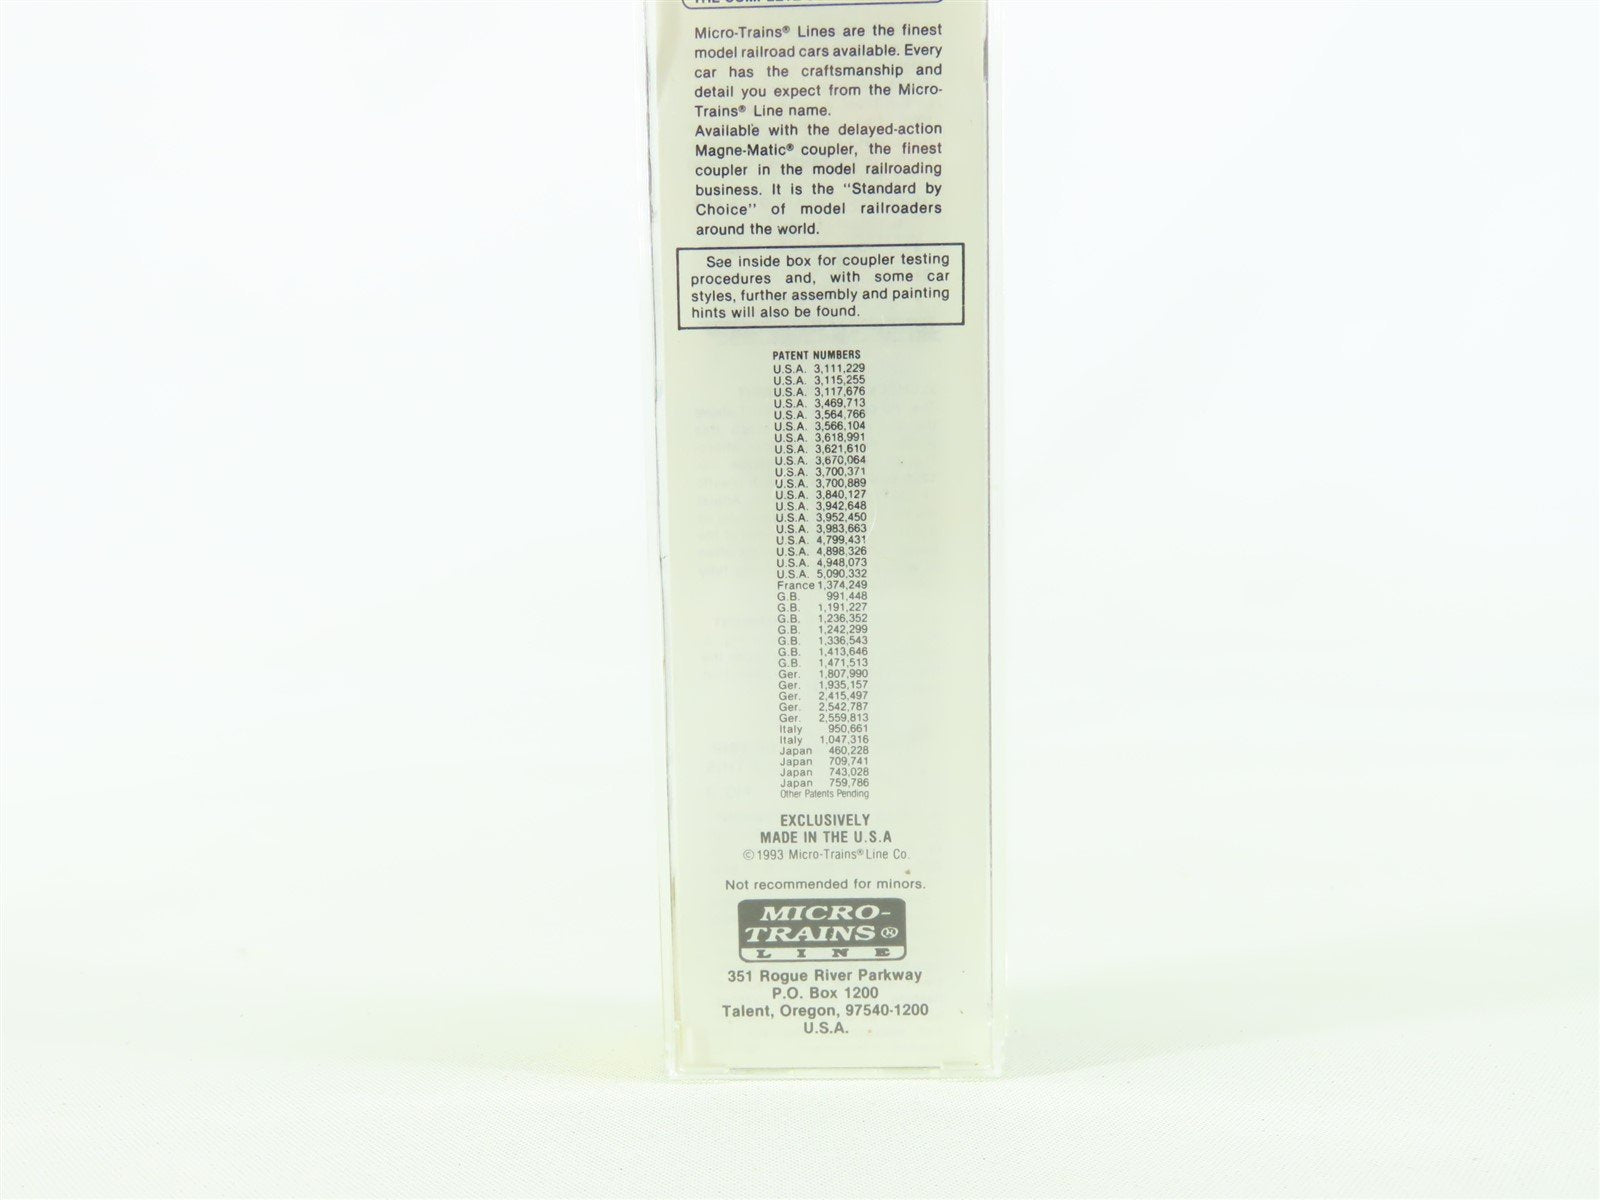 Micro-Trains® Lines are the finest
model railroad cars available. Every
car has the craftsmanship and
detail you expect from the Micro-
Trains® Line name.
Available with the delayed-action
Magne-Matic® coupler, the finest
coupler in the model railroading
business. It is the "Standard by
Choice" of model railroaders
around the world.
See inside box for coupler testing
procedures and, with some car
styles, further assembly and painting
hints will also be found.
PATENT NUMBERS
U.S.A. 3,111,229
U.S.A. 3,115,255
U.S.A. 3,117,676
U.S.A. 3,469,713
U.S.A. 3,564,766
U.S.A. 3,566,104
U.S.A. 3,618,991
U.S.A. 3,621,610
U.S.A. 3,670,064
U.S.A. 3,700,371
U.S.A. 3,700,889
U.S.A. 3,840,127
U.S.A. 3,942,648
U.S.A. 3,952,450
U.S.A. 3,983,663
U.S.A. 4,799,431
U.S.A. 4,898,326
U.S.A. 4,948,073
U.S.A. 5,090,332
France 1,374,249
G.B. 991,448
G.B. 1,191,227
G.B. 1,236,352
G.B. 1,242,299
G.B. 1,336,543
G.B. 1,413,646
G.B. 1,471,513
Ger. 1,807,990
Ger. 1,935,157
Ger. 2,415,497
Ger. 2,542,787
Ger. 2,559,813
Italy 950,661
Italy 1,047,316
Japan 460,228
Japan 709,741
Japan 743,028
Japan 759,786
Other Patents Pending
EXCLUSIVELY
MADE IN THE U.S.A
©1993 Micro-Trains® Line Co.
Not recommended for minors.
MICRO-
TRAINS®
LINE
351 Rogue River Parkway
P.O. Box 1200
Talent, Oregon, 97540-1200
U.S.A.